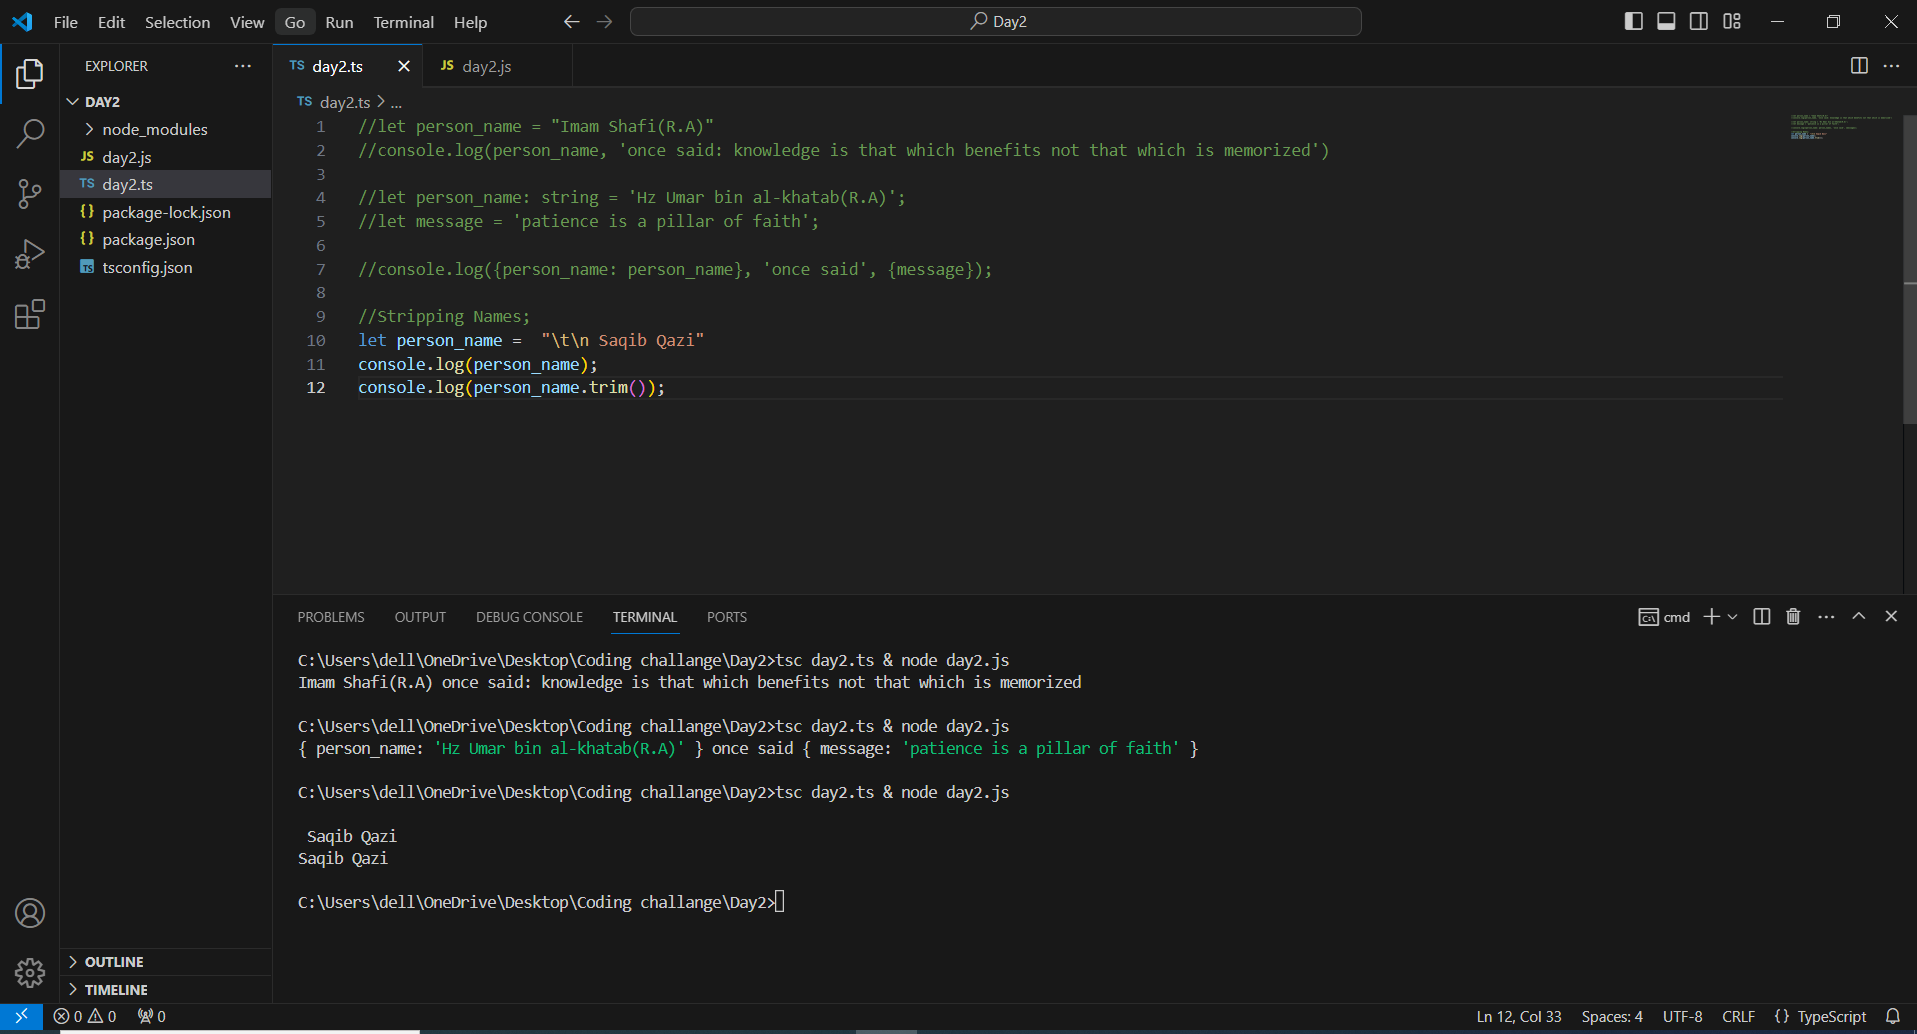 File Edit Selection View Go Run Terminal Help Day2
EXPLORER
DAY2
node_modules
JS day2.js
TS day2.ts
{} package-lock.json
{} package.json
TS tsconfig.json
OUTLINE
TIMELINE
TS day2.ts JS day2.js
TS day2.ts > ...
1 //let person_name = "Imam Shafi(R.A)"
2 //console.log(person_name, 'once said: knowledge is that which benefits not that which is memorized')
3
4 //let person_name: string = 'Hz Umar bin al-khatab(R.A)';
5 //let message = 'patience is a pillar of faith';
6
7 //console.log({person_name: person_name}, 'once said', {message});
8
9 //Stripping Names;
10 let person_name =  "\t\n Saqib Qazi"
11 console.log(person_name);
12 console.log(person_name.trim());
PROBLEMS OUTPUT DEBUG CONSOLE TERMINAL PORTS cmd
C:\Users\dell\OneDrive\Desktop\Coding challange\Day2>tsc day2.ts & node day2.js
Imam Shafi(R.A) once said: knowledge is that which benefits not that which is memorized
C:\Users\dell\OneDrive\Desktop\Coding challange\Day2>tsc day2.ts & node day2.js
{ person_name: 'Hz Umar bin al-khatab(R.A)' } once said { message: 'patience is a pillar of faith' }
C:\Users\dell\OneDrive\Desktop\Coding challange\Day2>tsc day2.ts & node day2.js
Saqib Qazi
Saqib Qazi
C:\Users\dell\OneDrive\Desktop\Coding challange\Day2>
0 0 0 Ln 12, Col 33 Spaces: 4 UTF-8 CRLF {} TypeScript